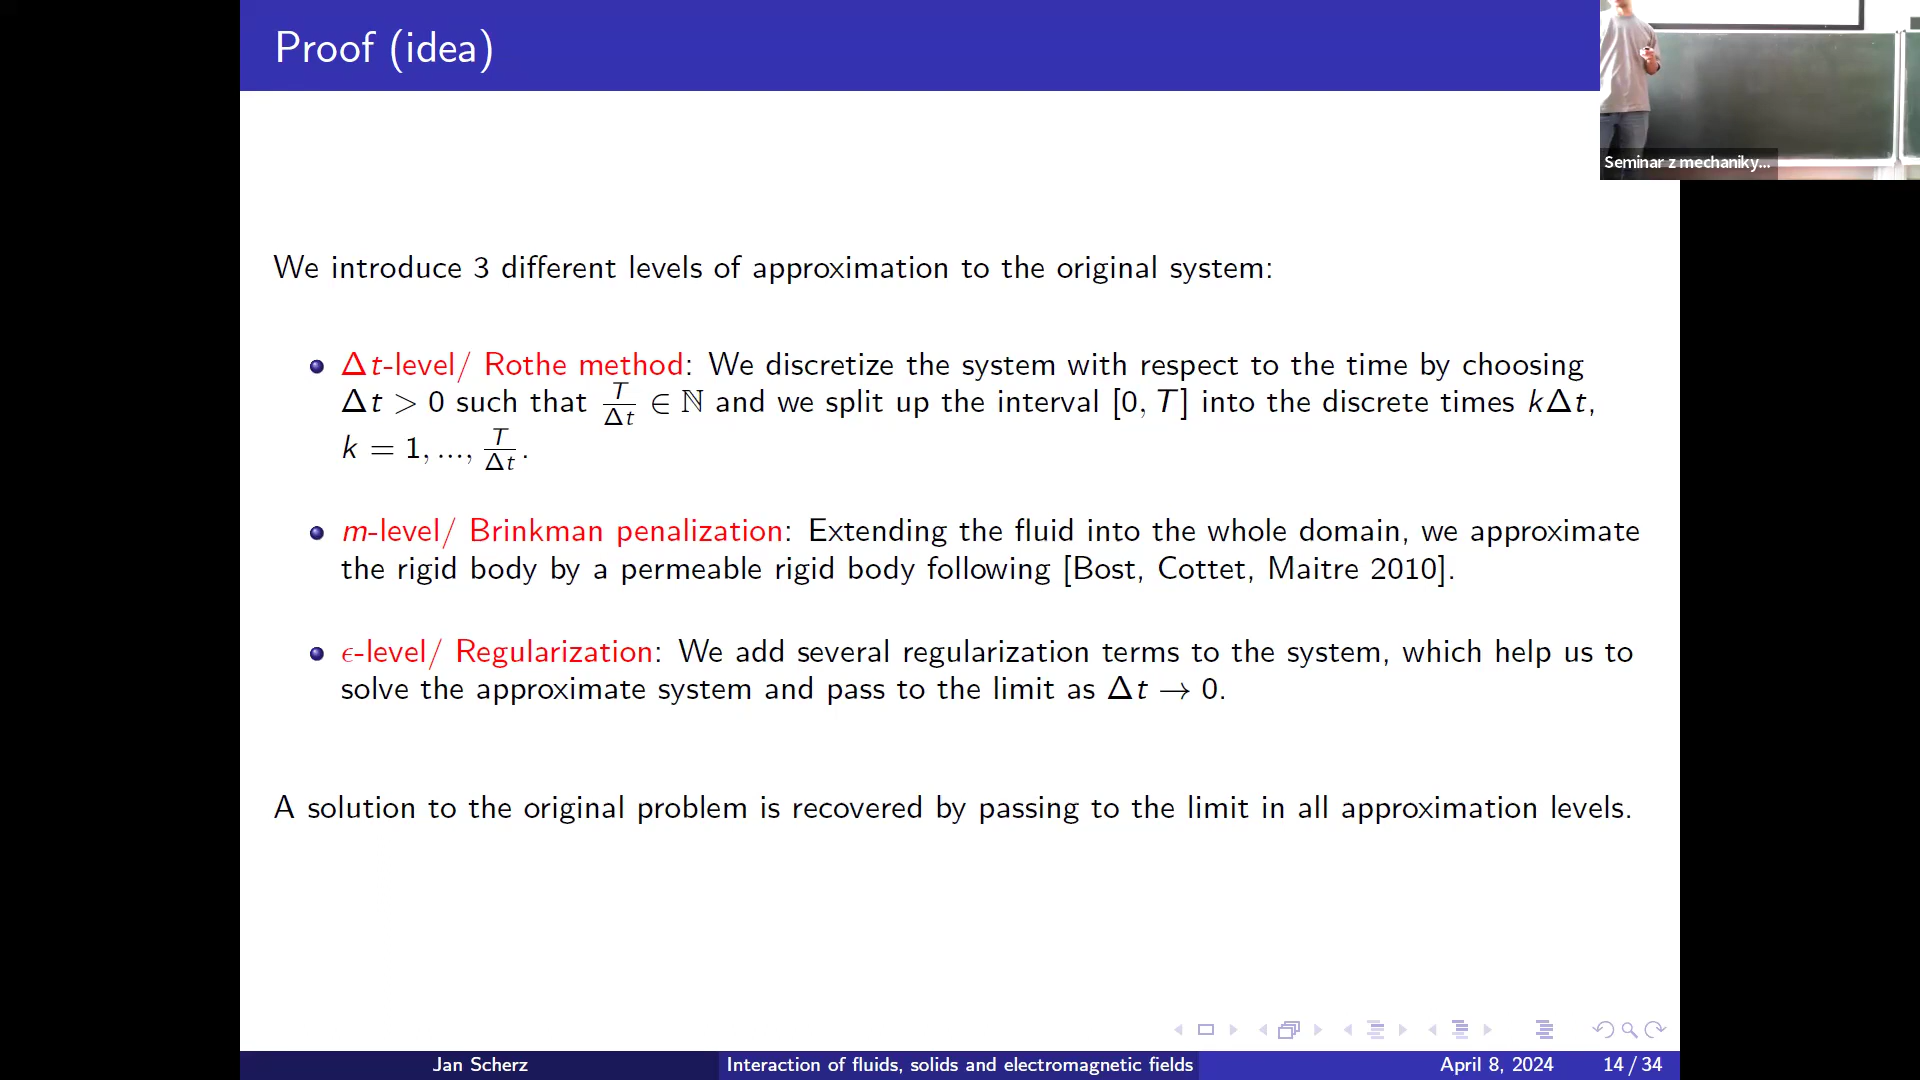 Proof (idea)
Seminar z mechaniky...
We introduce 3 different levels of approximation to the original system:
Δt-level/ Rothe method: We discretize the system with respect to the time by choosing
Δt > 0 such that T/Δt ∈ ℕ and we split up the interval [0, T] into the discrete times kΔt,
k = 1, ..., T/Δt.
m-level/ Brinkman penalization: Extending the fluid into the whole domain, we approximate
the rigid body by a permeable rigid body following [Bost, Cottet, Maitre 2010].
ϵ-level/ Regularization: We add several regularization terms to the system, which help us to
solve the approximate system and pass to the limit as Δt → 0.
A solution to the original problem is recovered by passing to the limit in all approximation levels.
Jan Scherz Interaction of fluids, solids and electromagnetic fields April 8, 2024 14 / 34